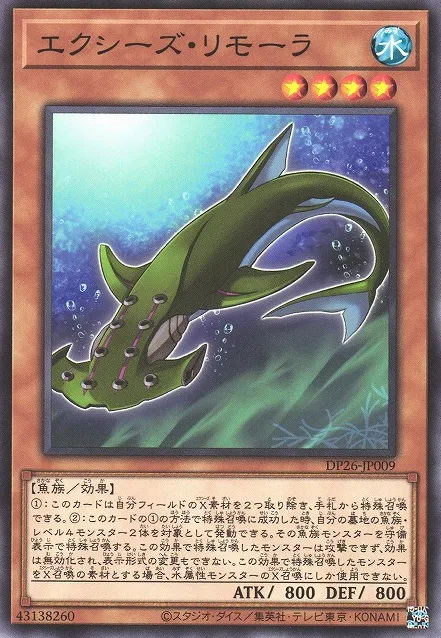 エクシーズ・リモーラ
水
DP26-JP009
【魚族／効果】
①：このカードは自分フィールドのX素材を２つ取り除き、手札から特殊召喚
できる。②：このカードの①の方法で特殊召喚に成功した時、自分の墓地の魚族・
レベル４モンスター２体を対象として発動できる。その魚族モンスターを守備
表示で特殊召喚する。この効果で特殊召喚したモンスターは攻撃できず、効果
は無効化され、表示形式の変更もできない。この効果で特殊召喚したモンスター
をX召喚の素材とする場合、水属性モンスターのX召喚にしか使用できない。
ATK/ 800 DEF/ 800
43138260
©スタジオ・ダイス/集英社・テレビ東京・KONAMI